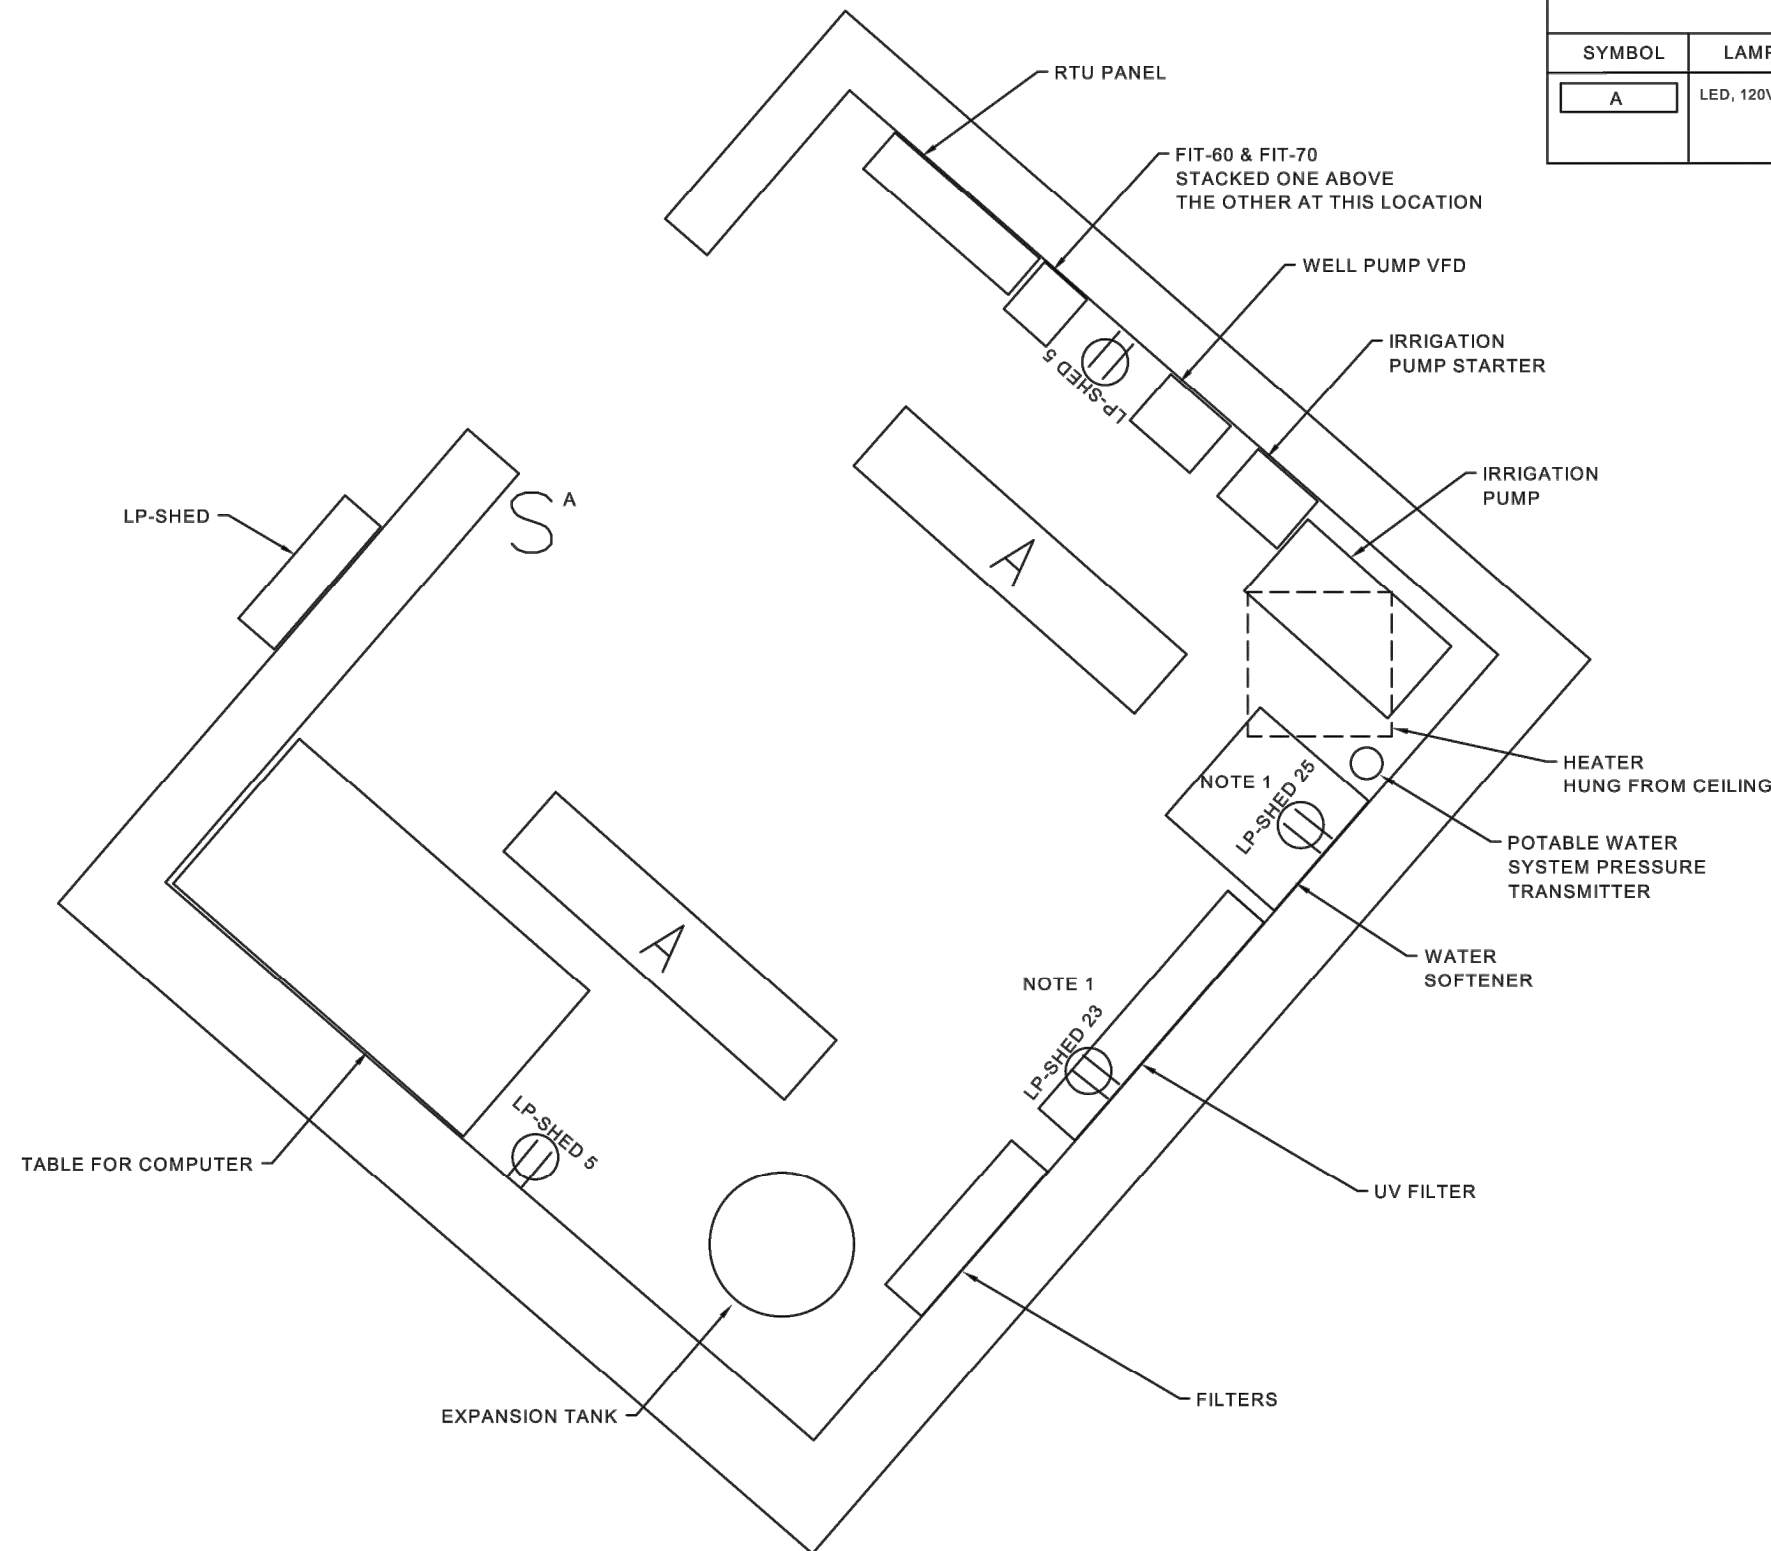 SYMBOL
A
LED, 120V
RTU PANEL
FIT-60 & FIT-70
STACKED ONE ABOVE
THE OTHER AT THIS LOCATION
WELL PUMP VFD
IRRIGATION
PUMP STARTER
IRRIGATION
PUMP
LP-SHED 5
LP-SHED
S A
A
HEATER
HUNG FROM CEILING
NOTE 1
LP-SHED 25
POTABLE WATER
SYSTEM PRESSURE
TRANSMITTER
WATER
SOFTENER
A
NOTE 1
LP-SHED 23
LP-SHED 5
TABLE FOR COMPUTER
UV FILTER
EXPANSION TANK
FILTERS